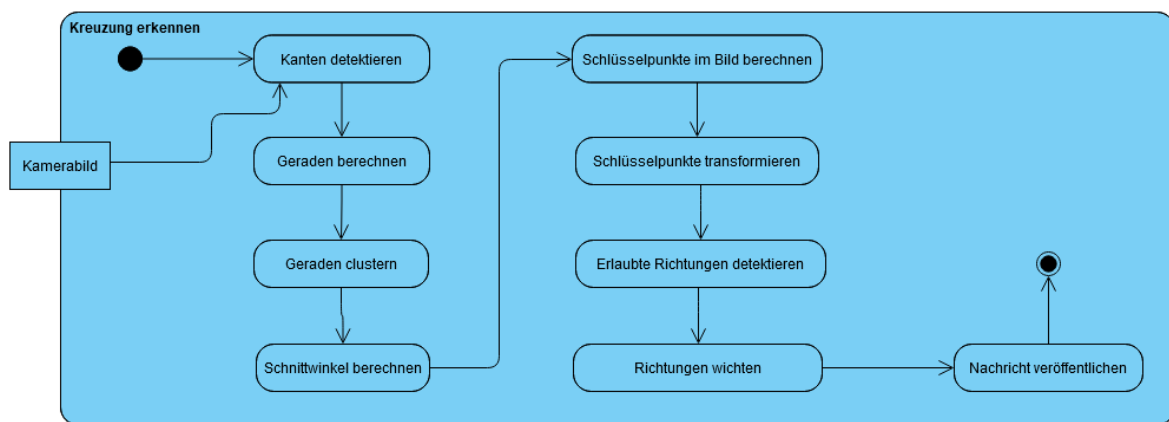 Kreuzung erkennen
Kamerabild
Kanten detektieren
Geraden berechnen
Geraden clustern
Schnittwinkel berechnen
Schlüsselpunkte im Bild berechnen
Schlüsselpunkte transformieren
Erlaubte Richtungen detektieren
Richtungen wichten
Nachricht veröffentlichen